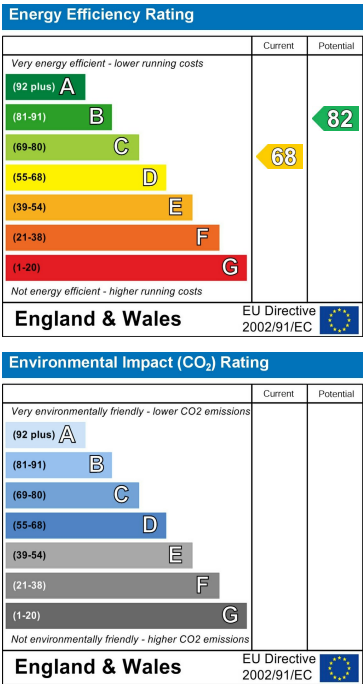 Energy Efficiency Rating
Current Potential
Very energy efficient - lower running costs
(92 plus) A
(81-91) B
82
(69-80) C
68
(55-68) D
(39-54) E
(21-38) F
(1-20) G
Not energy efficient - higher running costs
England & Wales
EU Directive
2002/91/EC
Environmental Impact (CO₂) Rating
Current Potential
Very environmentally friendly - lower CO2 emissions
(92 plus) A
(81-91) B
(69-80) C
(55-68) D
(39-54) E
(21-38) F
(1-20) G
Not environmentally friendly - higher CO2 emissions
England & Wales
EU Directive
2002/91/EC